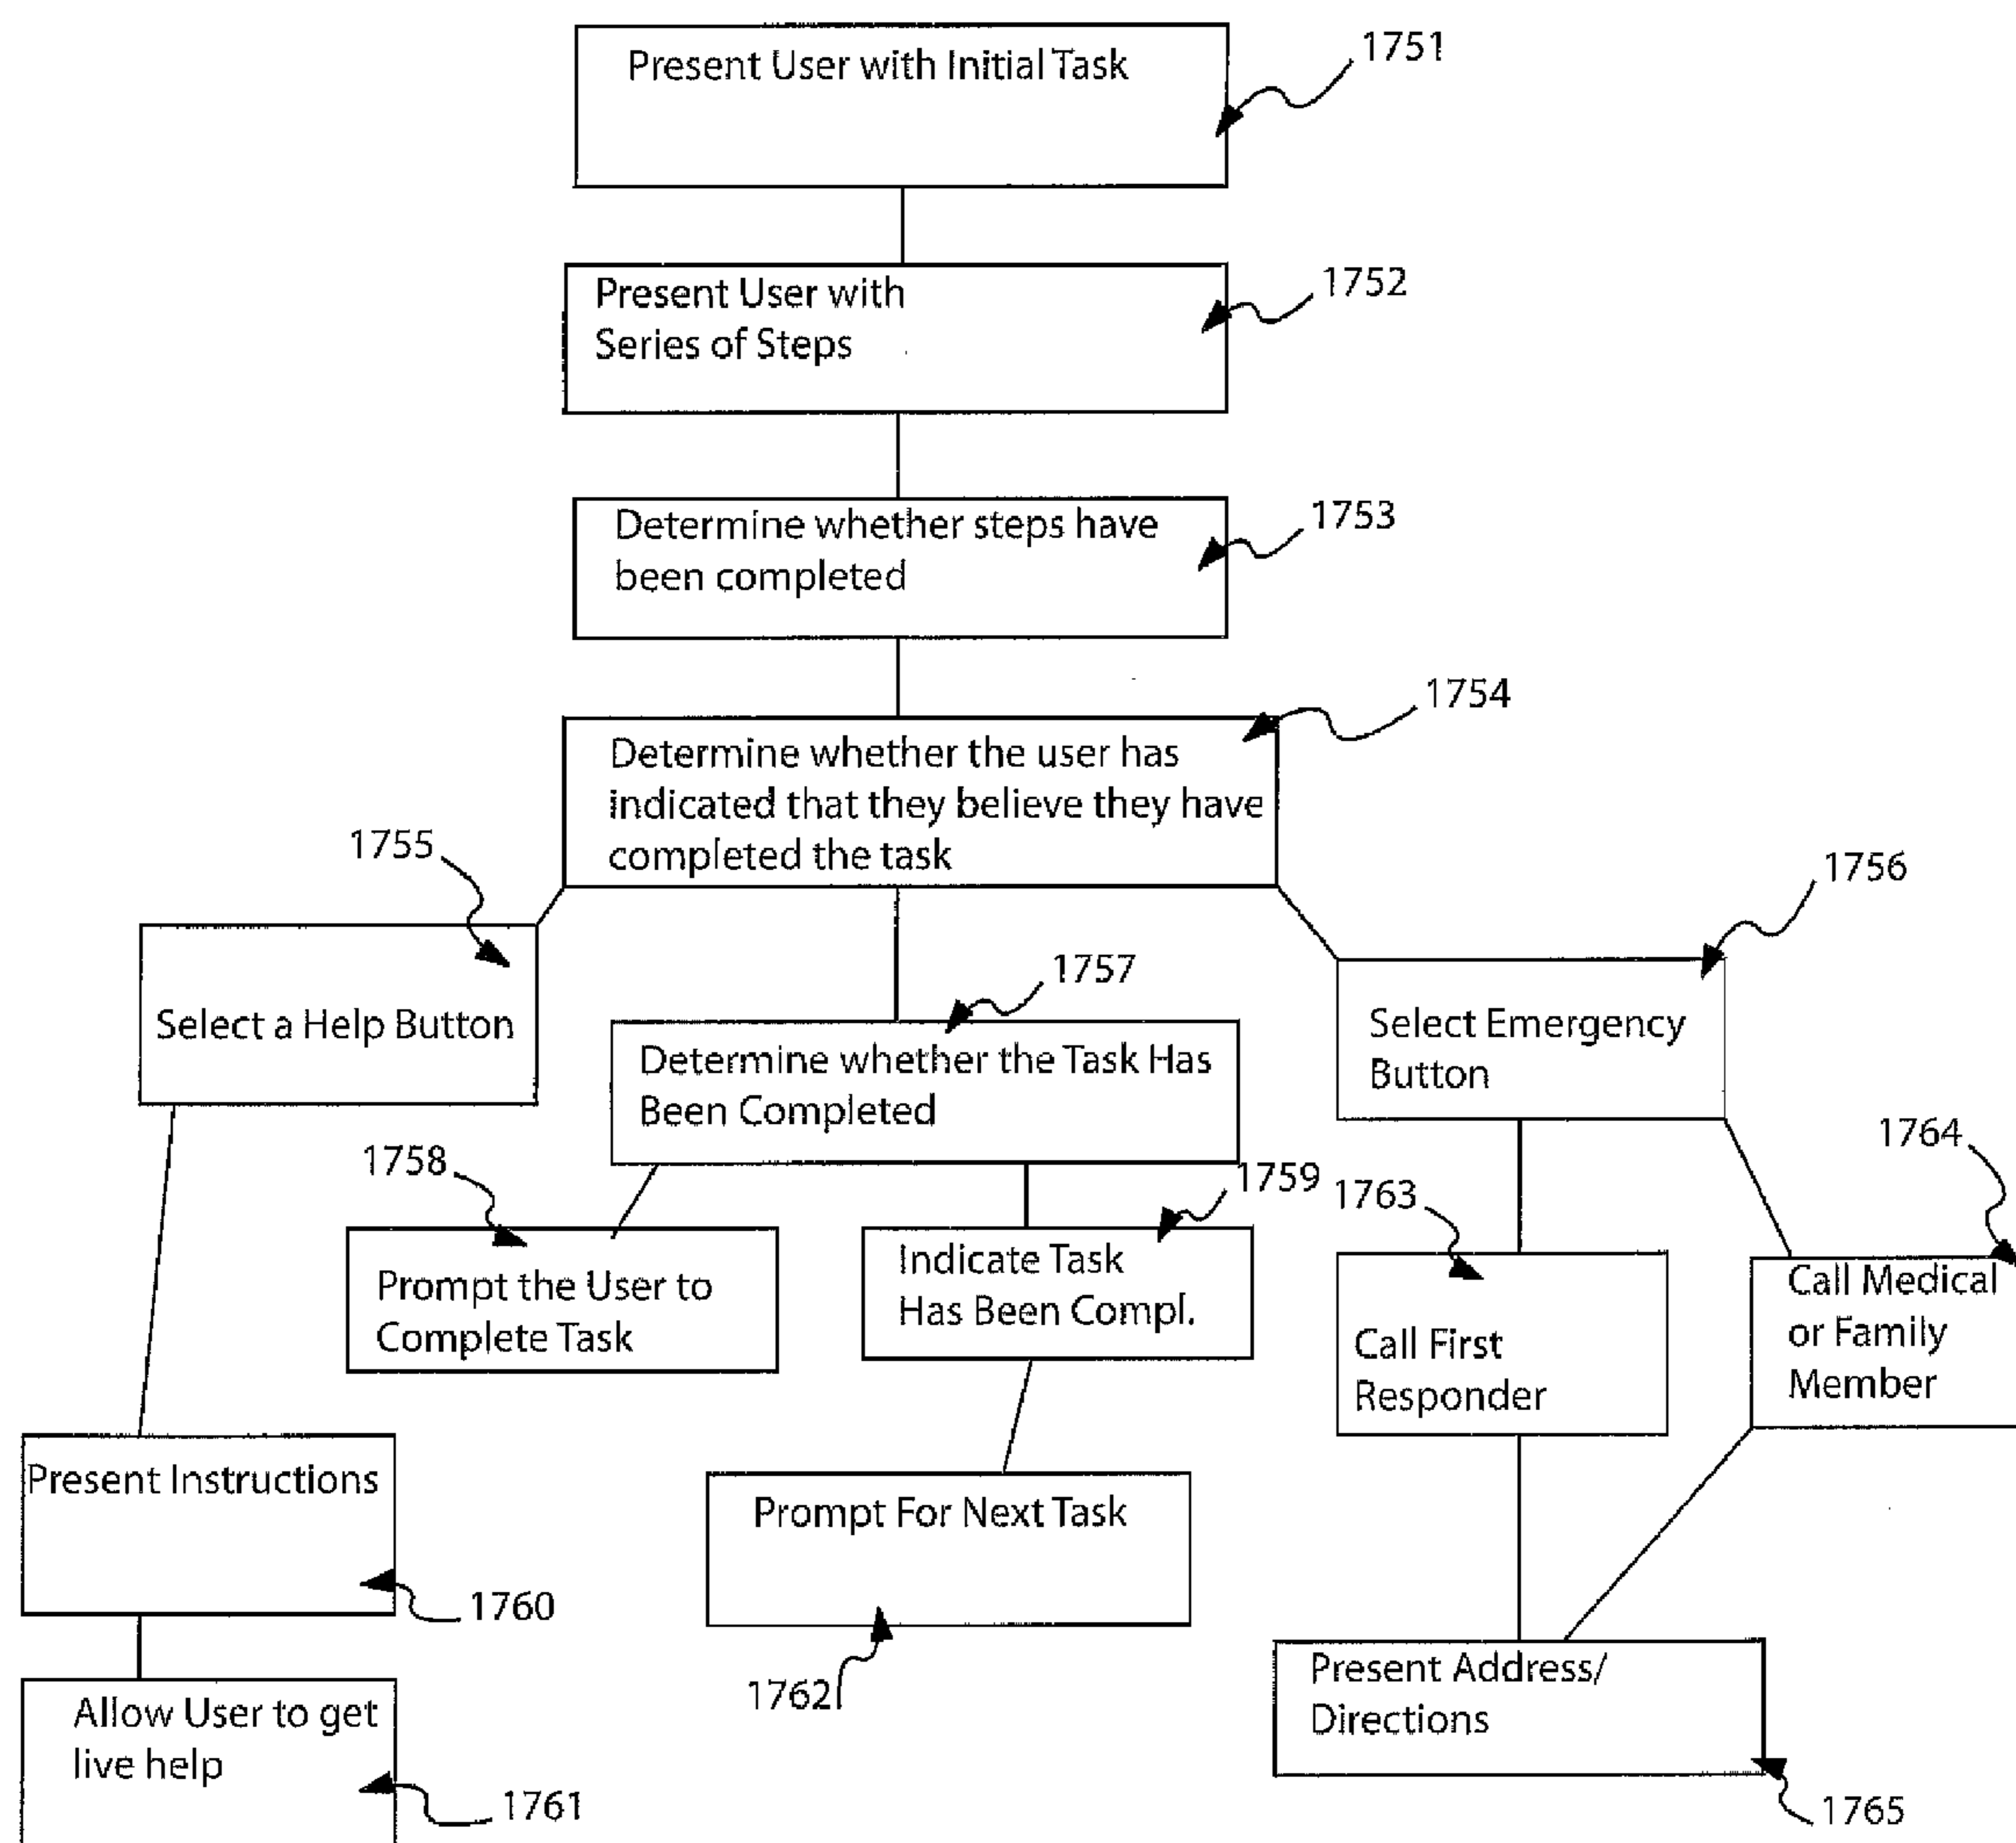 Present User with Initial Task
1751
Present User with
Series of Steps
1752
Determine whether steps have
been completed
1753
1754
Determine whether the user has
indicated that they believe they have
completed the task
1755
1756
Select a Help Button
1757
Determine whether the Task Has
Been Completed
Select Emergency
Button
1758
1759
1763
1764
Prompt the User to
Complete Task
Indicate Task
Has Been Compl.
Call First
Responder
Call Medical
or Family
Member
Present Instructions
1760
Prompt For Next Task
1762
Allow User to get
live help
1761
Present Address/
Directions
1765